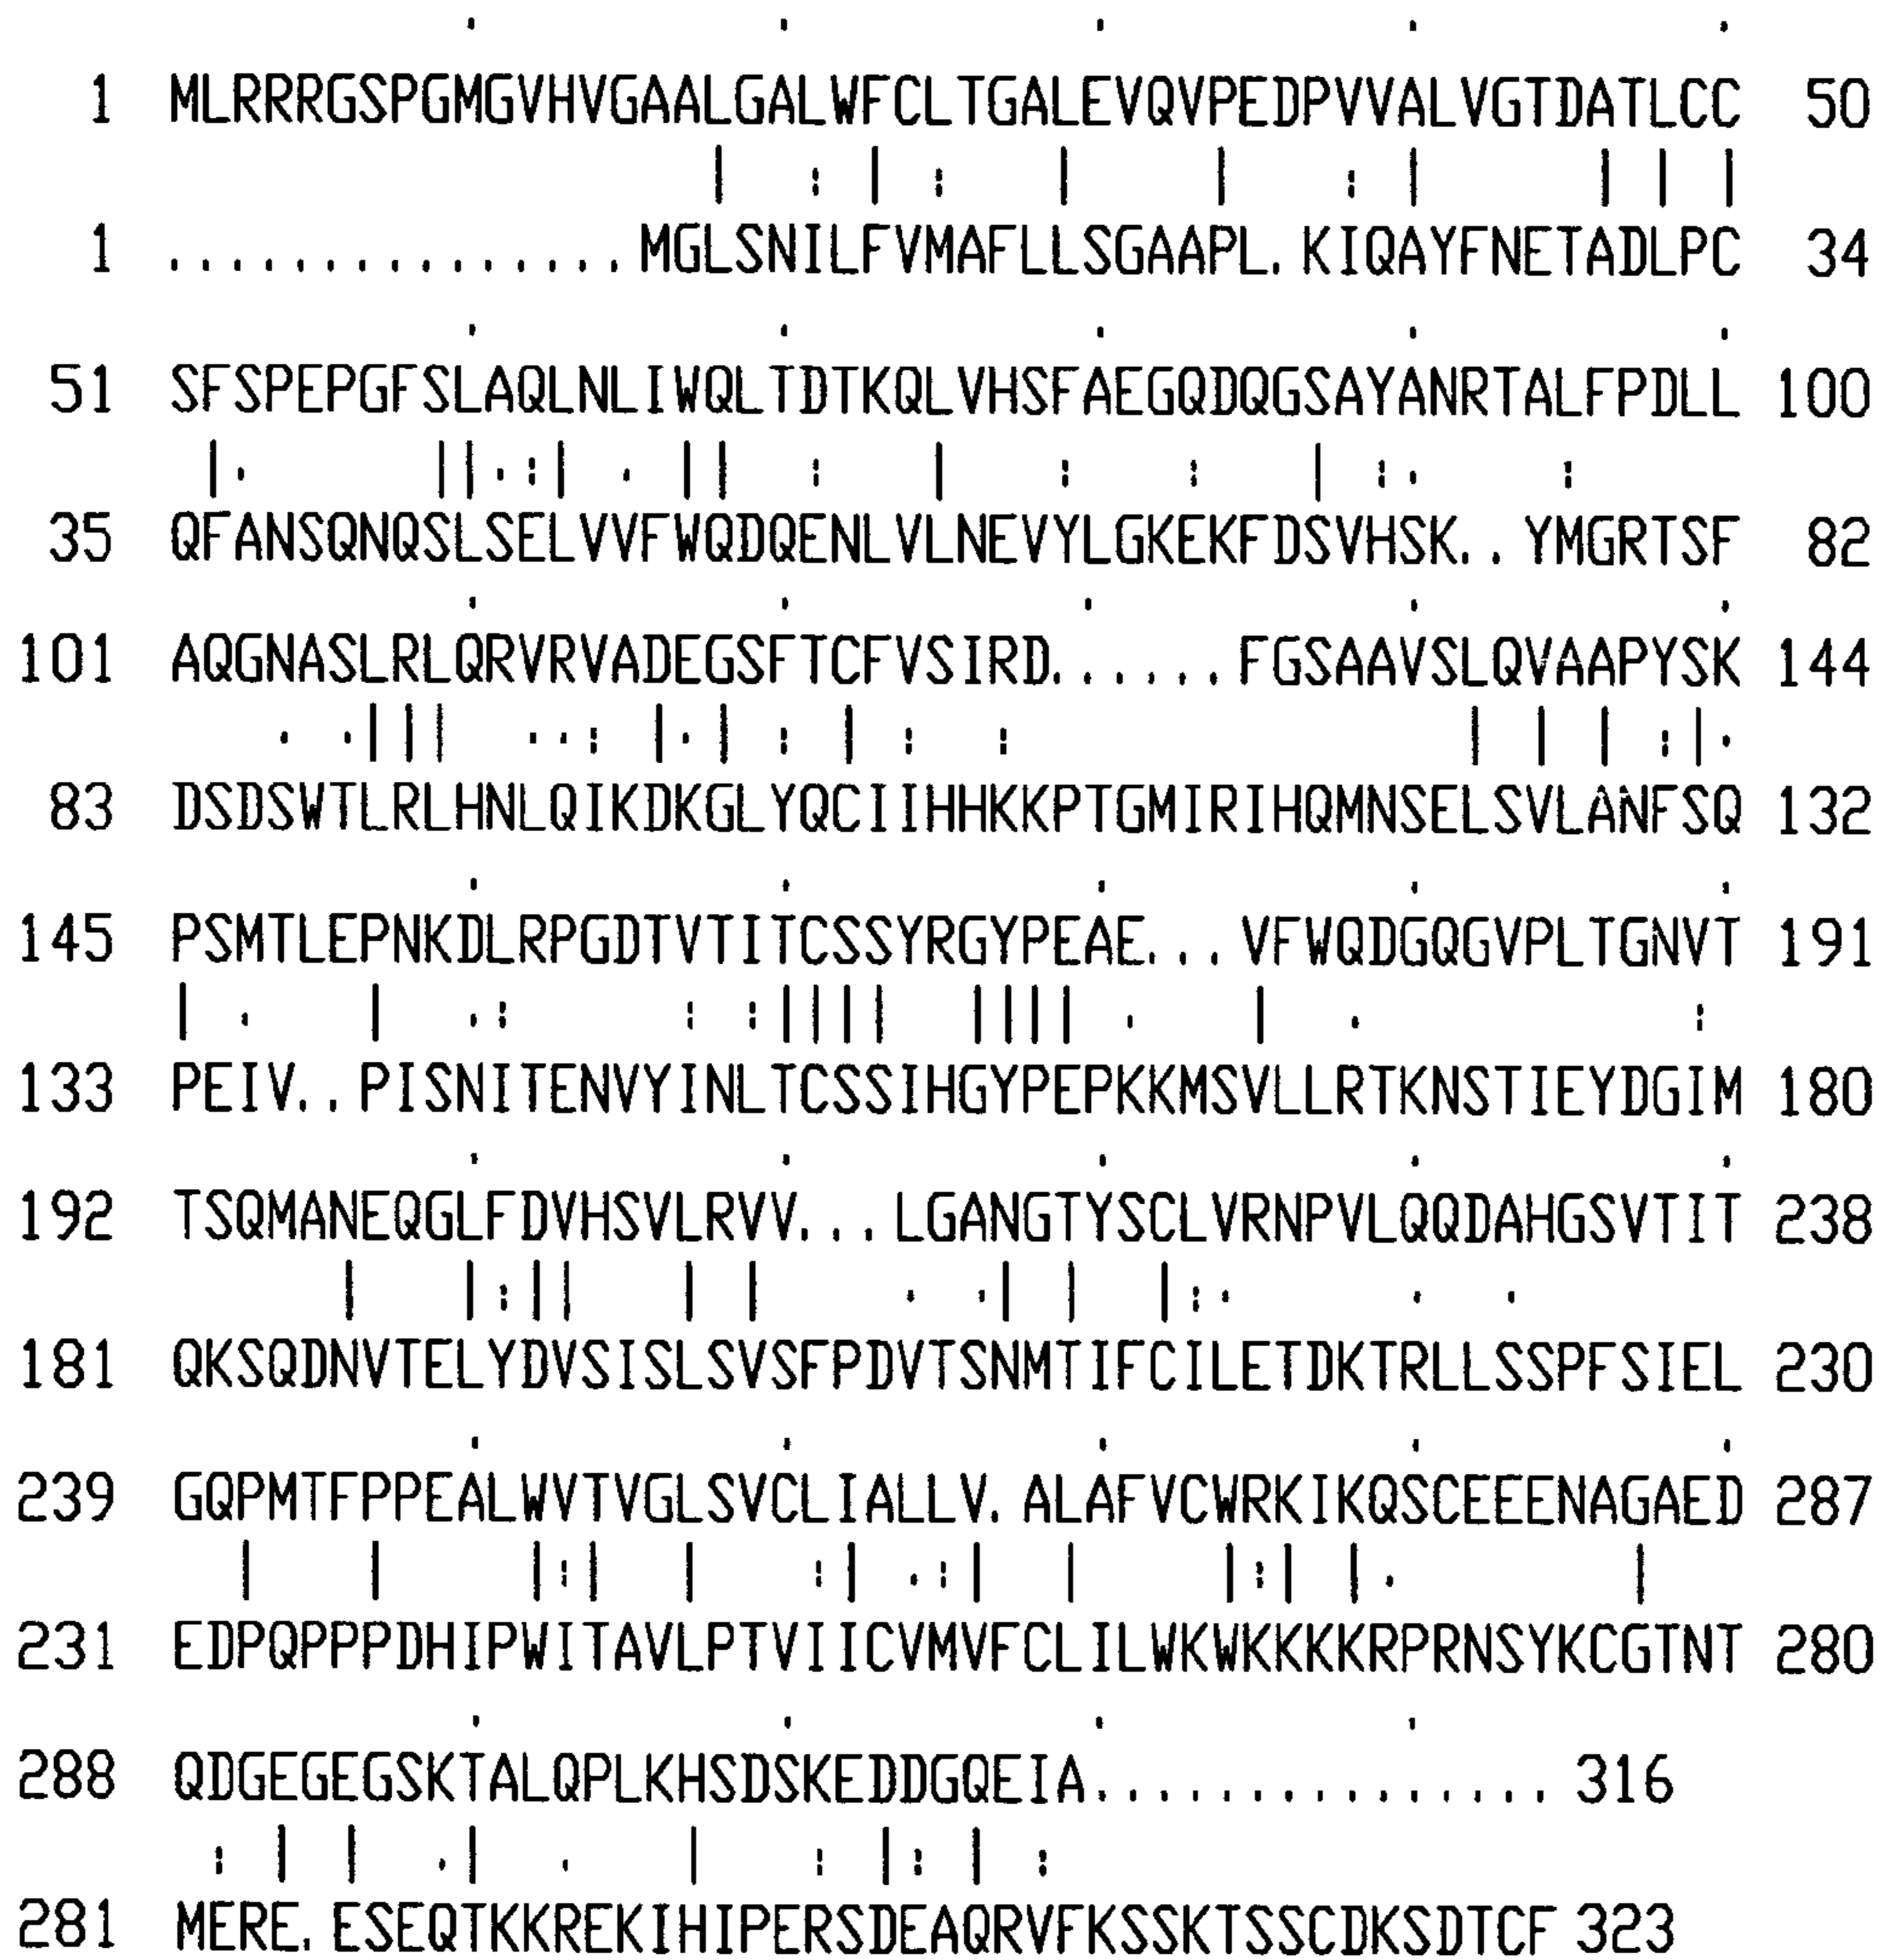 1 MLRRRGSPGMGVHVGAALGALWFCLTGALEVQVPEDPVVALVGTDATLCC 50
1 ...............MGLSNILFVMAFLLSGAAPL.KIQAYFNETADLPC 34
51 SFSPEPGFSLAQLNLIWQLTDTKQLVHSFAEGQDQGSAYANRTALFPDLL 100
35 QFANSQNQSLSELVVFWQDQENLVLNEVYLGKEKFDSVHSK..YMGRTSF 82
101 AQGNASLRLQRVRVADEGSFTCFVSIRD......FGSAAVSLQVAAPYSK 144
83 DSDSWTLRLHNLQIKDKGLYQCIIHHKKPTGMIRIHQMNSELSVLANFSQ 132
145 PSMTLEPNKDLRPGDTVTITCSSYRGYPEAE...VFWQDGQGVPLTGNVT 191
133 PEIV..PISNITENVYINLTCSSIHGYPEPKKMSVLLRTKNSTIEYDGIM 180
192 TSQMANEQGLFDVHSVLRVV...LGANGTYSCLVRNPVLQQDAHGSVTIT 238
181 QKSQDNVTELYDVSISLSVSFPDVTSNMTIFCILETDKTRLLSSPFSIEL 230
239 GQPMTFPPEALWVTVGLSVCLIALLV.ALAFVCWRKIKQSCEEENAGAED 287
231 EDPQPPPDHIPWITAVLPTVIICVMVFCLILWKWKKKKRPRNSYKCGTNT 280
288 QDGEGEGSKTALQPLKHSDSKEDDGQEIA............... 316
281 MERE.ESEQTKKREKIHIPERSDEAQRVFKSSKTSSCDKSDTCF 323